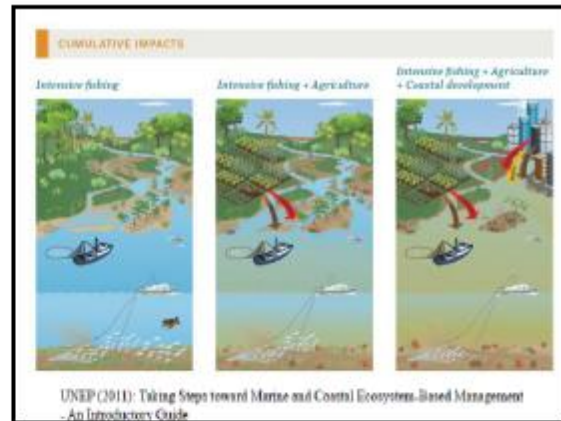 CUMULATIVE IMPACTS
Intensive fishing
Intensive fishing + Agriculture
Intensive fishing + Agriculture
+ Coastal development
UNEP (2011): Taking Steps toward Marine and Coastal Ecosystem-Based Management
- An Introductory Guide